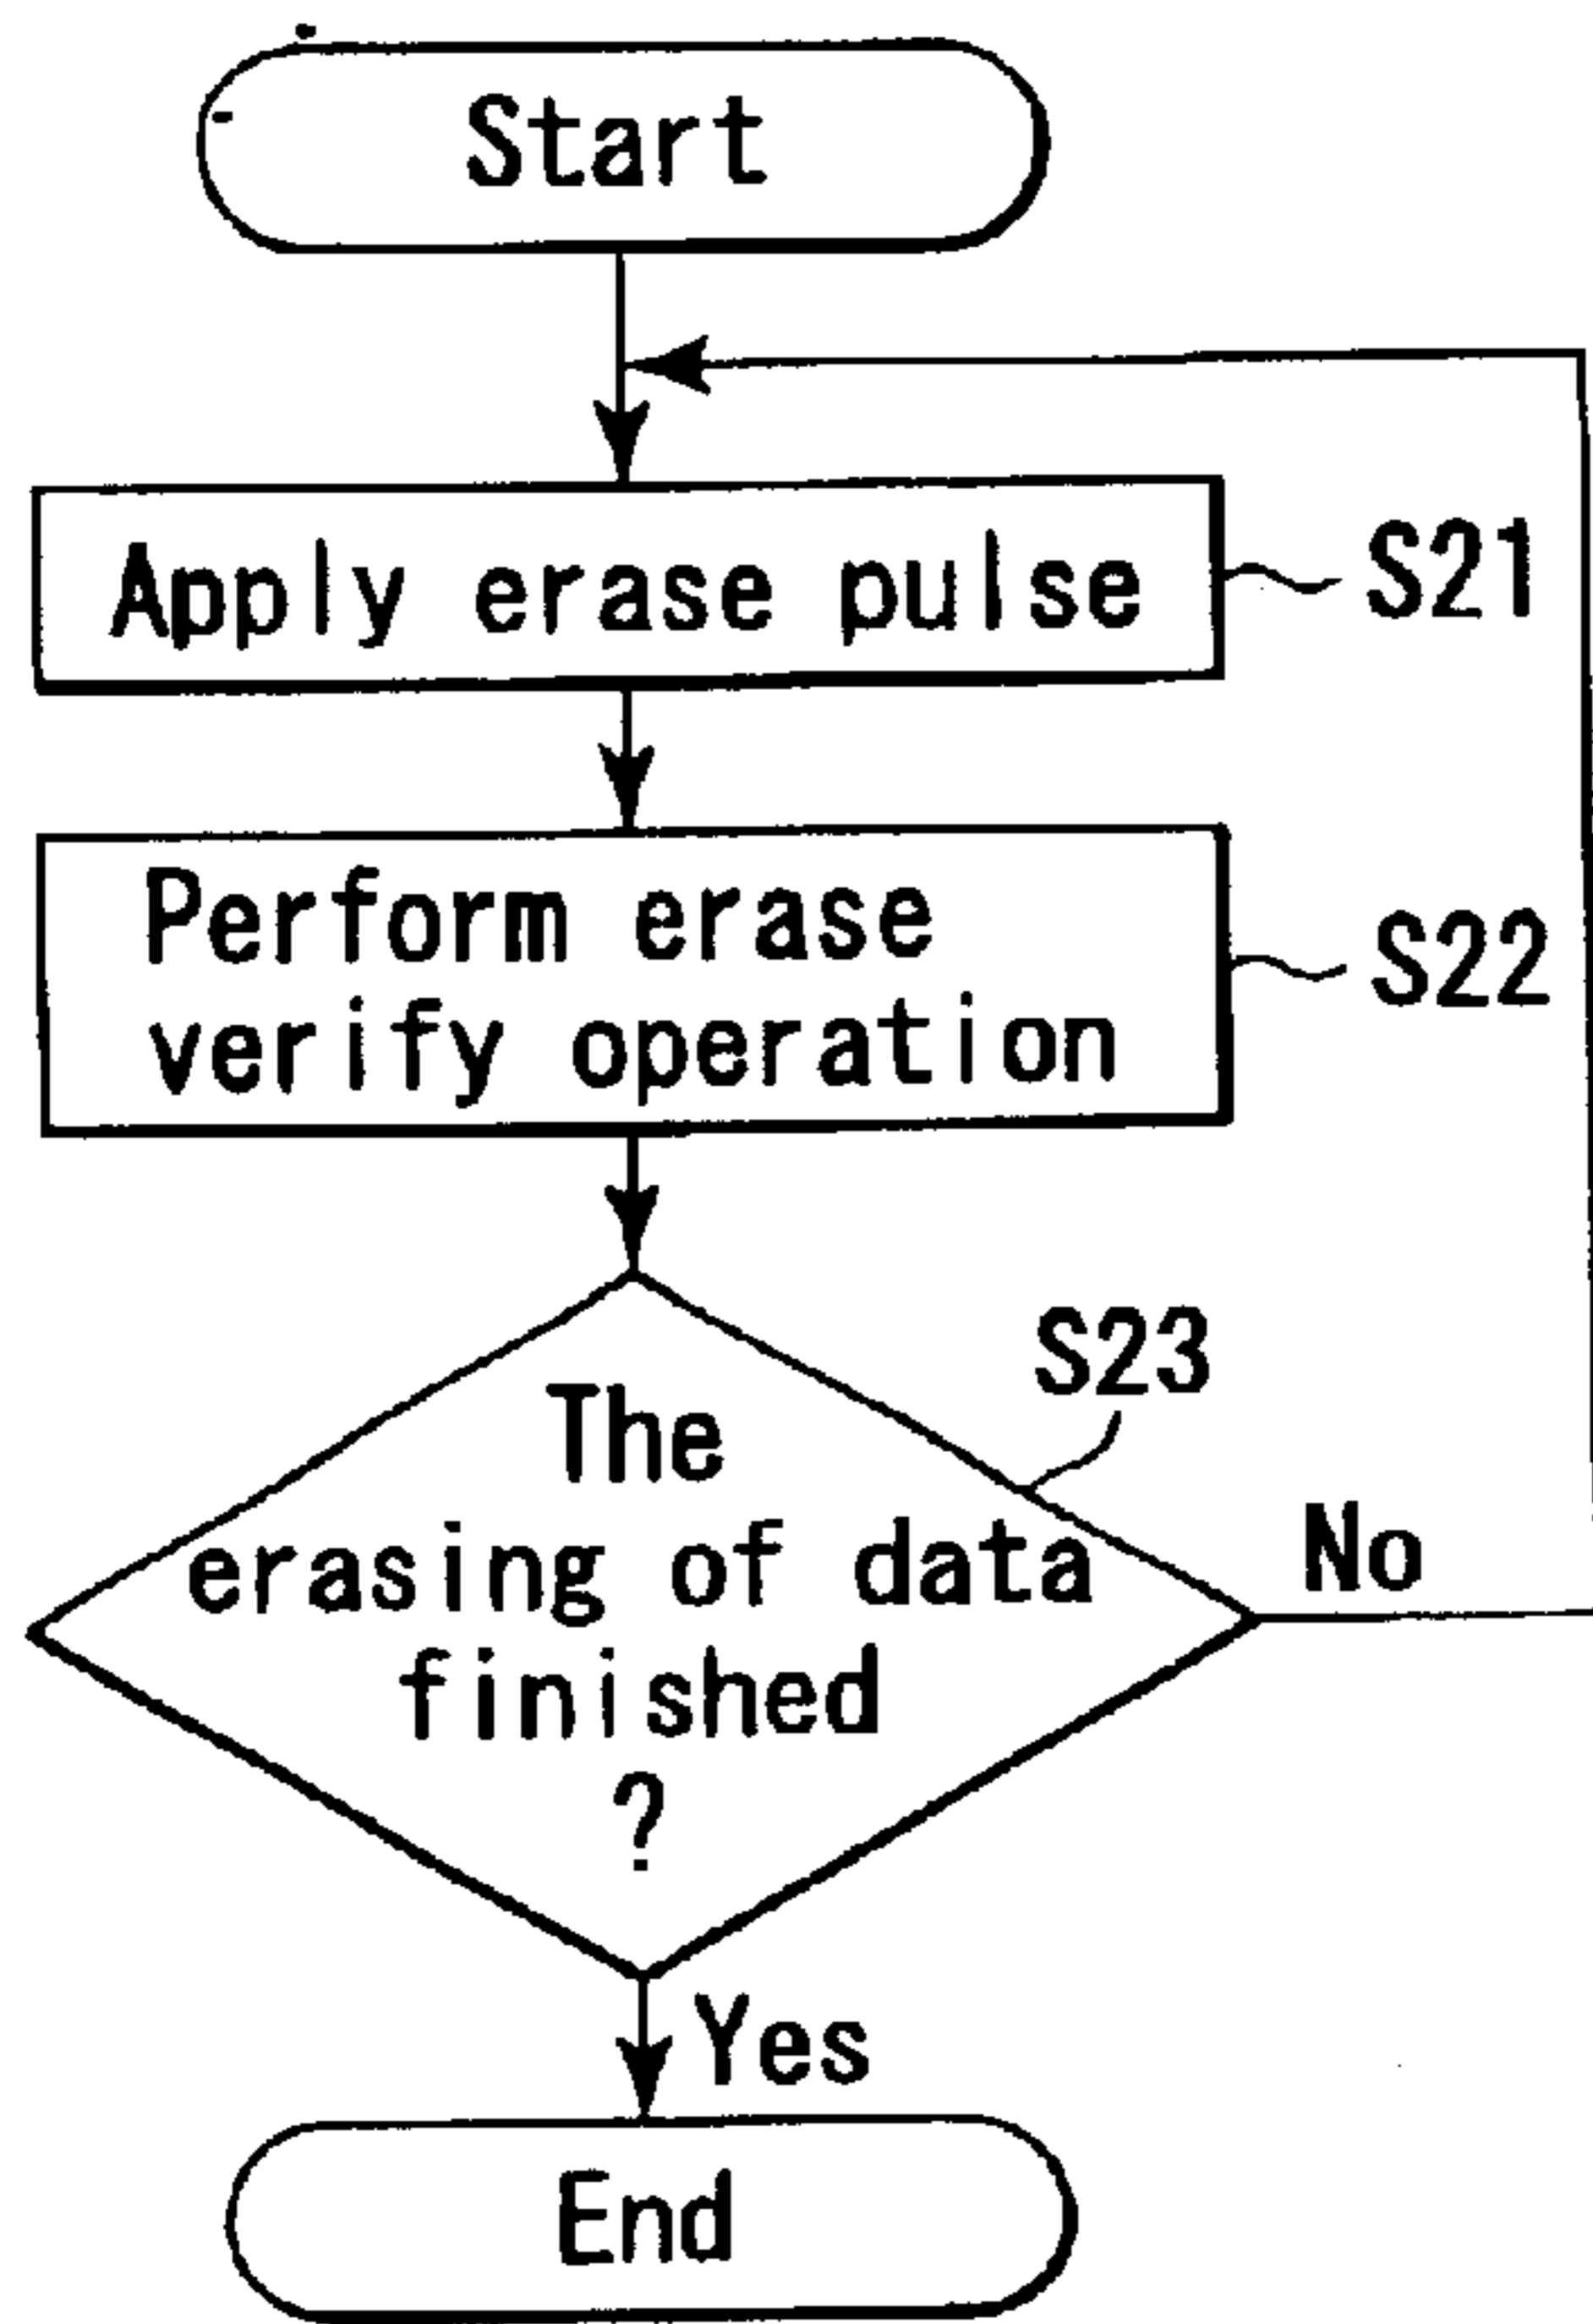 Start
Apply erase pulse
S21
Perform erase
verify operation
S22
S23
The
erasing of data
finished
?
No
Yes
End